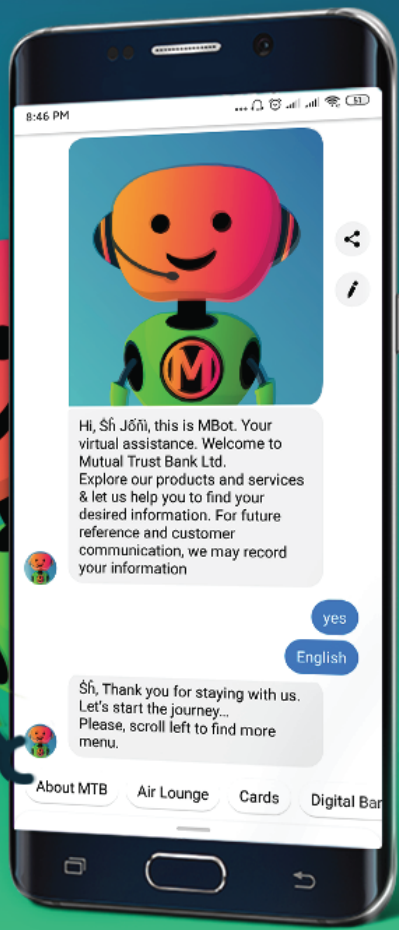 8:46 PM
51
M
Hi, Śĥ Jőñì, this is MBot. Your
virtual assistance. Welcome to
Mutual Trust Bank Ltd.
Explore our products and services
& let us help you to find your
desired information. For future
reference and customer
communication, we may record
your information
yes
English
Śĥ, Thank you for staying with us.
Let's start the journey...
Please, scroll left to find more
menu.
About MTB Air Lounge Cards Digital Ban